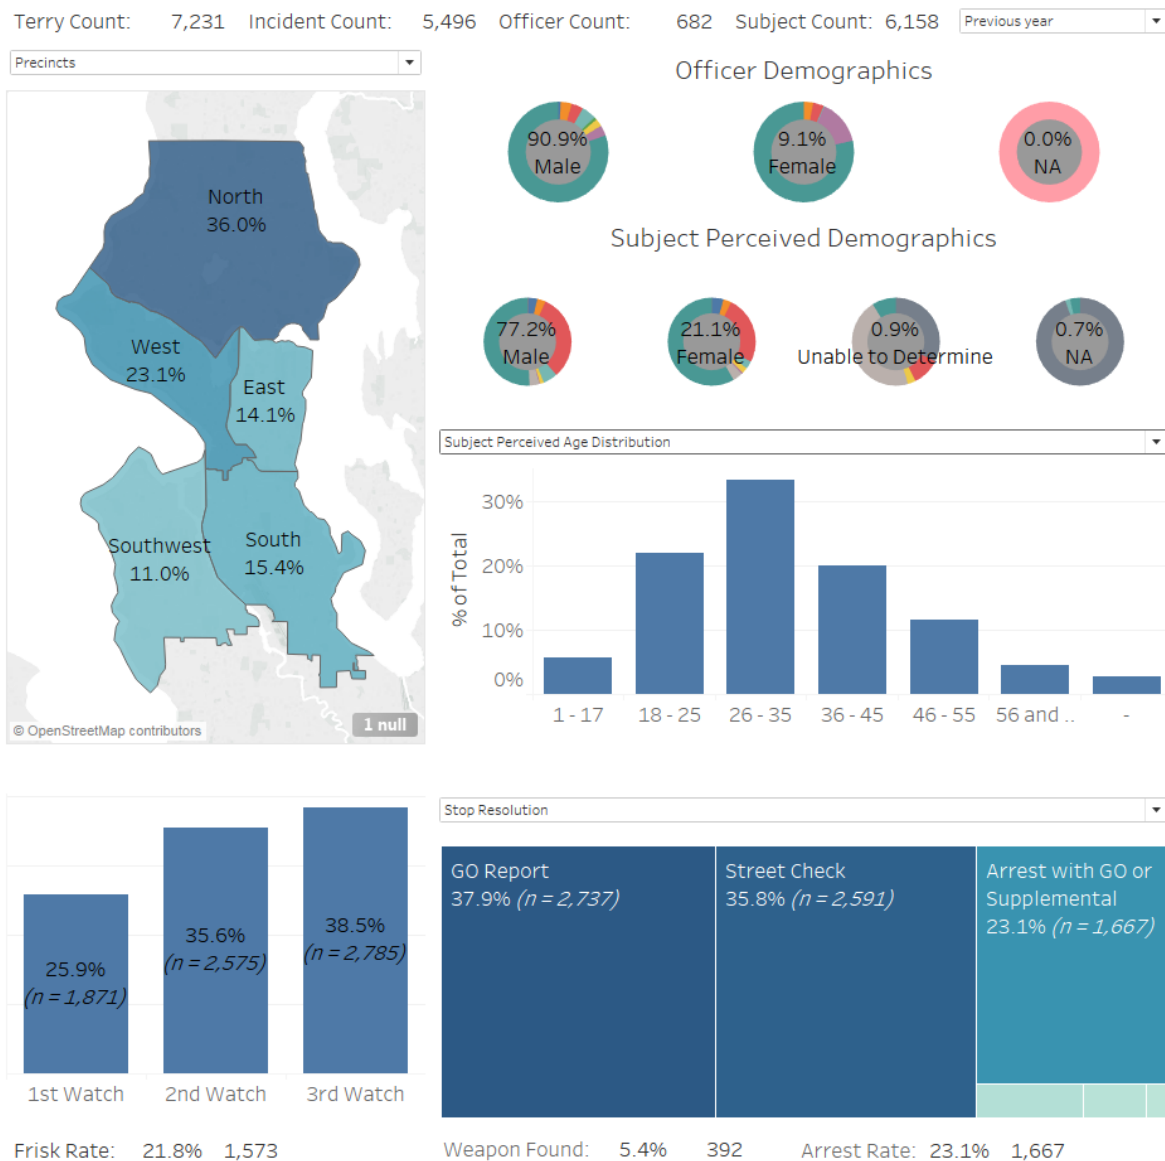 Terry Count: 7,231 Incident Count: 5,496 Officer Count: 682 Subject Count: 6,158 Previous year
Precincts
Officer Demographics
90.9%
Male
9.1%
Female
0.0%
NA
Subject Perceived Demographics
77.2%
Male
21.1%
Female
0.9%
Unable to Determine
0.7%
NA
North
36.0%
West
23.1%
East
14.1%
Southwest
11.0%
South
15.4%
© OpenStreetMap contributors
1 null
Subject Perceived Age Distribution
% of Total
30%
20%
10%
0%
1 - 17 18 - 25 26 - 35 36 - 45 46 - 55 56 and .. -
25.9%
(n = 1,871)
35.6%
(n = 2,575)
38.5%
(n = 2,785)
1st Watch 2nd Watch 3rd Watch
Stop Resolution
GO Report
37.9% (n = 2,737)
Street Check
35.8% (n = 2,591)
Arrest with GO or
Supplemental
23.1% (n = 1,667)
Frisk Rate: 21.8% 1,573
Weapon Found: 5.4% 392 Arrest Rate: 23.1% 1,667